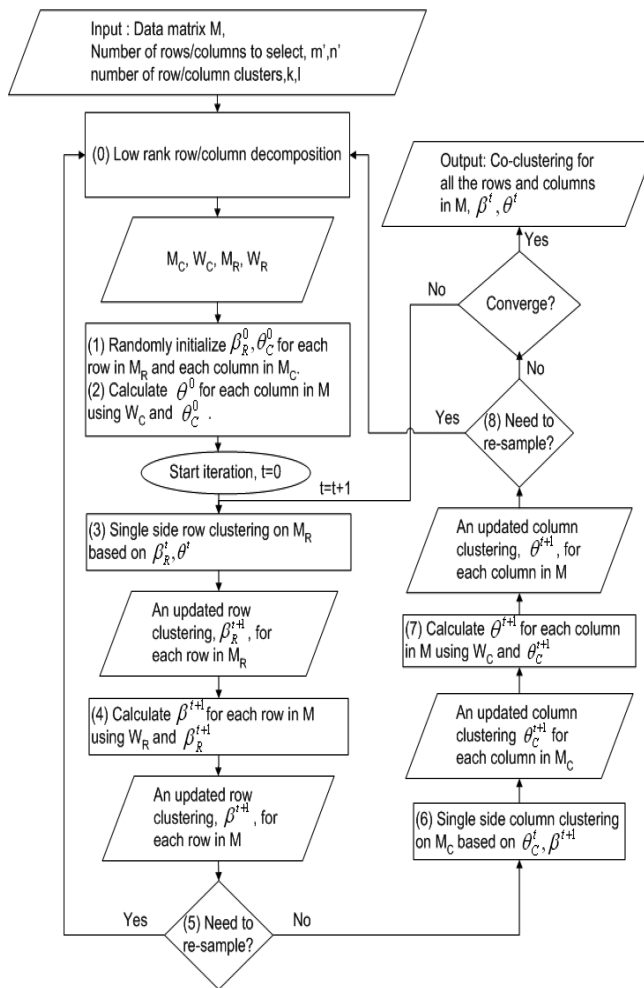 Input : Data matrix M,
Number of rows/columns to select, m',n'
number of row/column clusters,k,l
(0) Low rank row/column decomposition
M_C, W_C, M_R, W_R
(1) Randomly initialize β_R^0, θ_C^0 for each
row in M_R and each column in M_C.
(2) Calculate θ^0 for each column in M
using W_C and θ_C^0 .
Start iteration, t=0
t=t+1
(3) Single side row clustering on M_R
based on β_R^t, θ^t
An updated row
clustering, β_R^{t+1}, for
each row in M_R
(4) Calculate β^{t+1} for each row in M
using W_R and β_R^{t+1}
An updated row
clustering, β^{t+1}, for
each row in M
Yes
(5) Need to
re-sample?
No
(6) Single side column clustering
on M_C based on θ_C^t, β^{t+1}
An updated column
clustering θ_C^{t+1} for
each column in M_C
(7) Calculate θ^{t+1} for each column
in M using W_C and θ_C^{t+1}
An updated column
clustering, θ^{t+1}, for
each column in M
Yes
(8) Need to
re-sample?
No
No
Converge?
Yes
Output: Co-clustering for
all the rows and columns
in M, β^t, θ^t